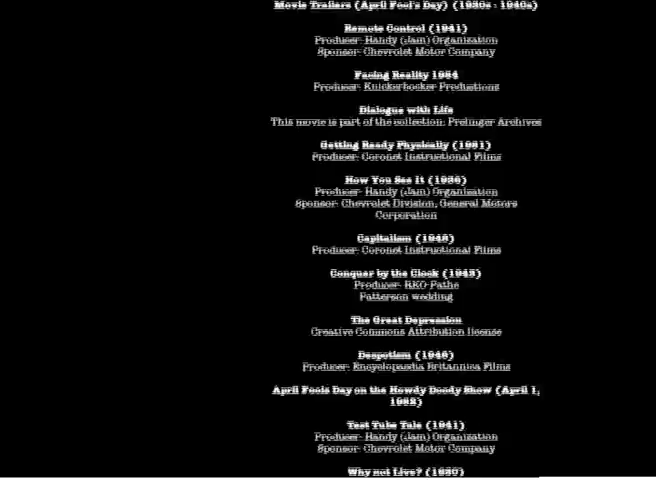 Movie Trailers (April Fool's Day) (1930s - 1940s)
Remote Control (1941)
Producer: Handy (Jam) Organization
Sponsor: Chevrolet Motor Company
Facing Reality 1954
Producer: Knickerbocker Productions
Dialogue with Life
This movie is part of the collection: Prelinger Archives
Getting Ready Physically (1951)
Producer: Coronet Instructional Films
How You See It (1936)
Producer: Handy (Jam) Organization
Sponsor: Chevrolet Division, General Motors
Corporation
Capitalism (1948)
Producer: Coronet Instructional Films
Conquer by the Clock (1943)
Producer: RKO-Pathe
Patterson wedding
The Great Depression
Creative Commons Attribution license
Despotism (1946)
Producer: Encyclopaedia Britannica Films
April Fools Day on the Howdy Doody Show (April 1,
1952)
Test Tube Tale (1941)
Producer: Handy (Jam) Organization
Sponsor: Chevrolet Motor Company
Why not Live?